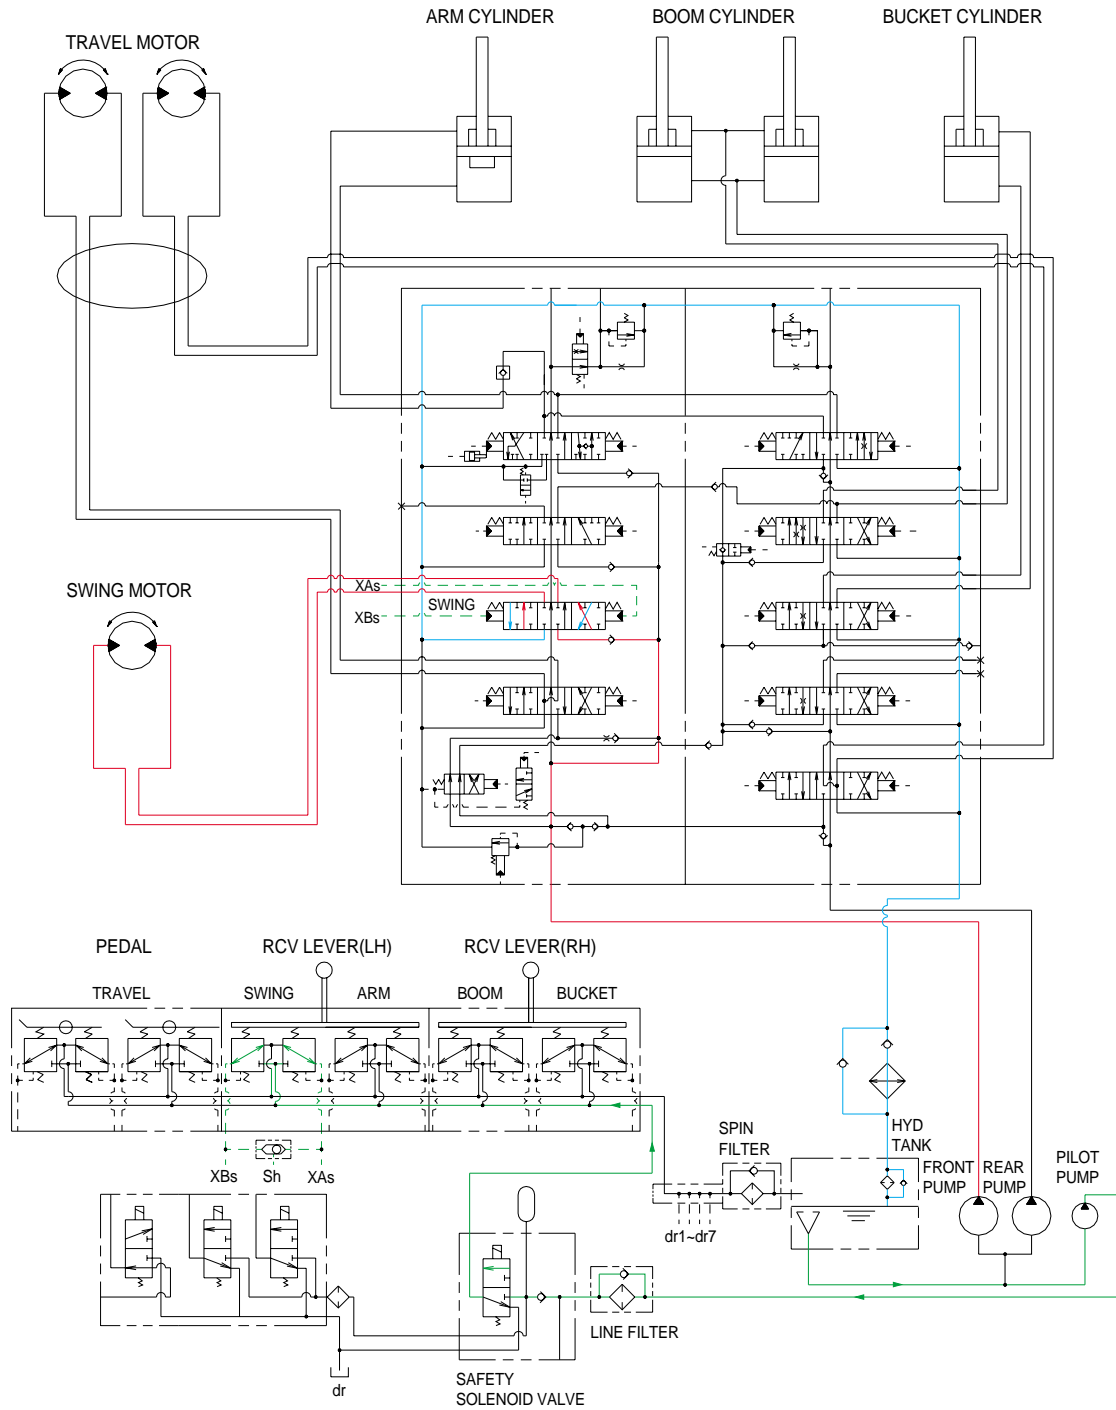 ARM CYLINDER
BOOM CYLINDER
BUCKET CYLINDER
TRAVEL MOTOR
SWING MOTOR
XAs
SWING
XBs
PEDAL
RCV LEVER(LH)
RCV LEVER(RH)
TRAVEL
SWING
ARM
BOOM
BUCKET
SPIN
FILTER
HYD
TANK
FRONT
PUMP
REAR
PUMP
PILOT
PUMP
XBs
Sh
XAs
dr1~dr7
LINE FILTER
SAFETY
SOLENOID VALVE
dr